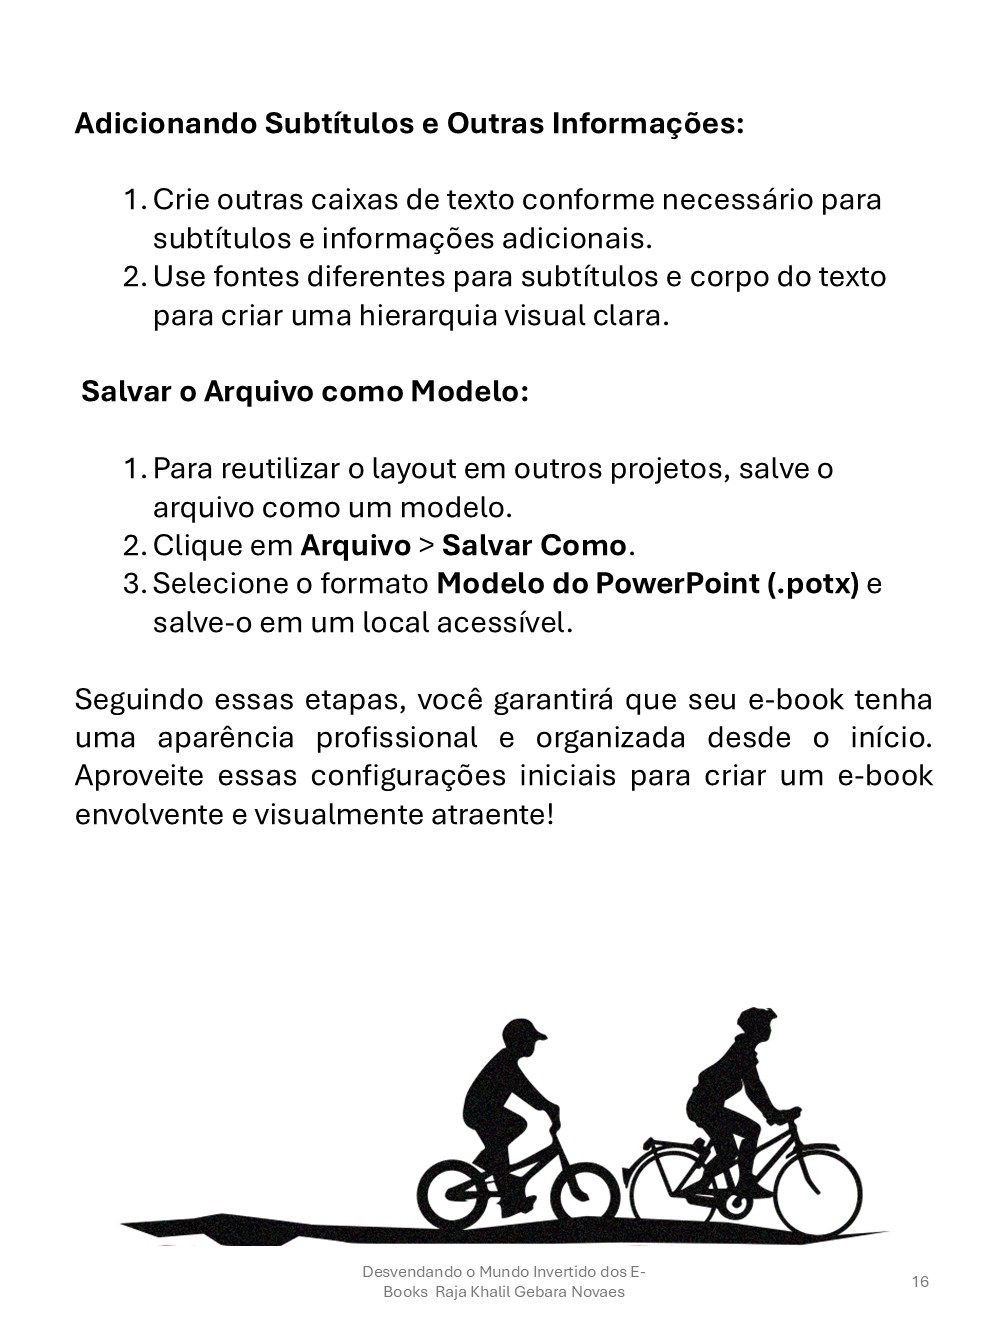 Adicionando Subtítulos e Outras Informações:
1. Crie outras caixas de texto conforme necessário para
subtítulos e informações adicionais.
2. Use fontes diferentes para subtítulos e corpo do texto
para criar uma hierarquia visual clara.
Salvar o Arquivo como Modelo:
1. Para reutilizar o layout em outros projetos, salve o
arquivo como um modelo.
2. Clique em Arquivo > Salvar Como.
3. Selecione o formato Modelo do PowerPoint (.potx) e
salve-o em um local acessível.
Seguindo essas etapas, você garantirá que seu e-book tenha
uma aparência profissional e organizada desde o início.
Aproveite essas configurações iniciais para criar um e-book
envolvente e visualmente atraente!
Desvendando o Mundo Invertido dos E-
Books Raja Khalil Gebara Novaes
16